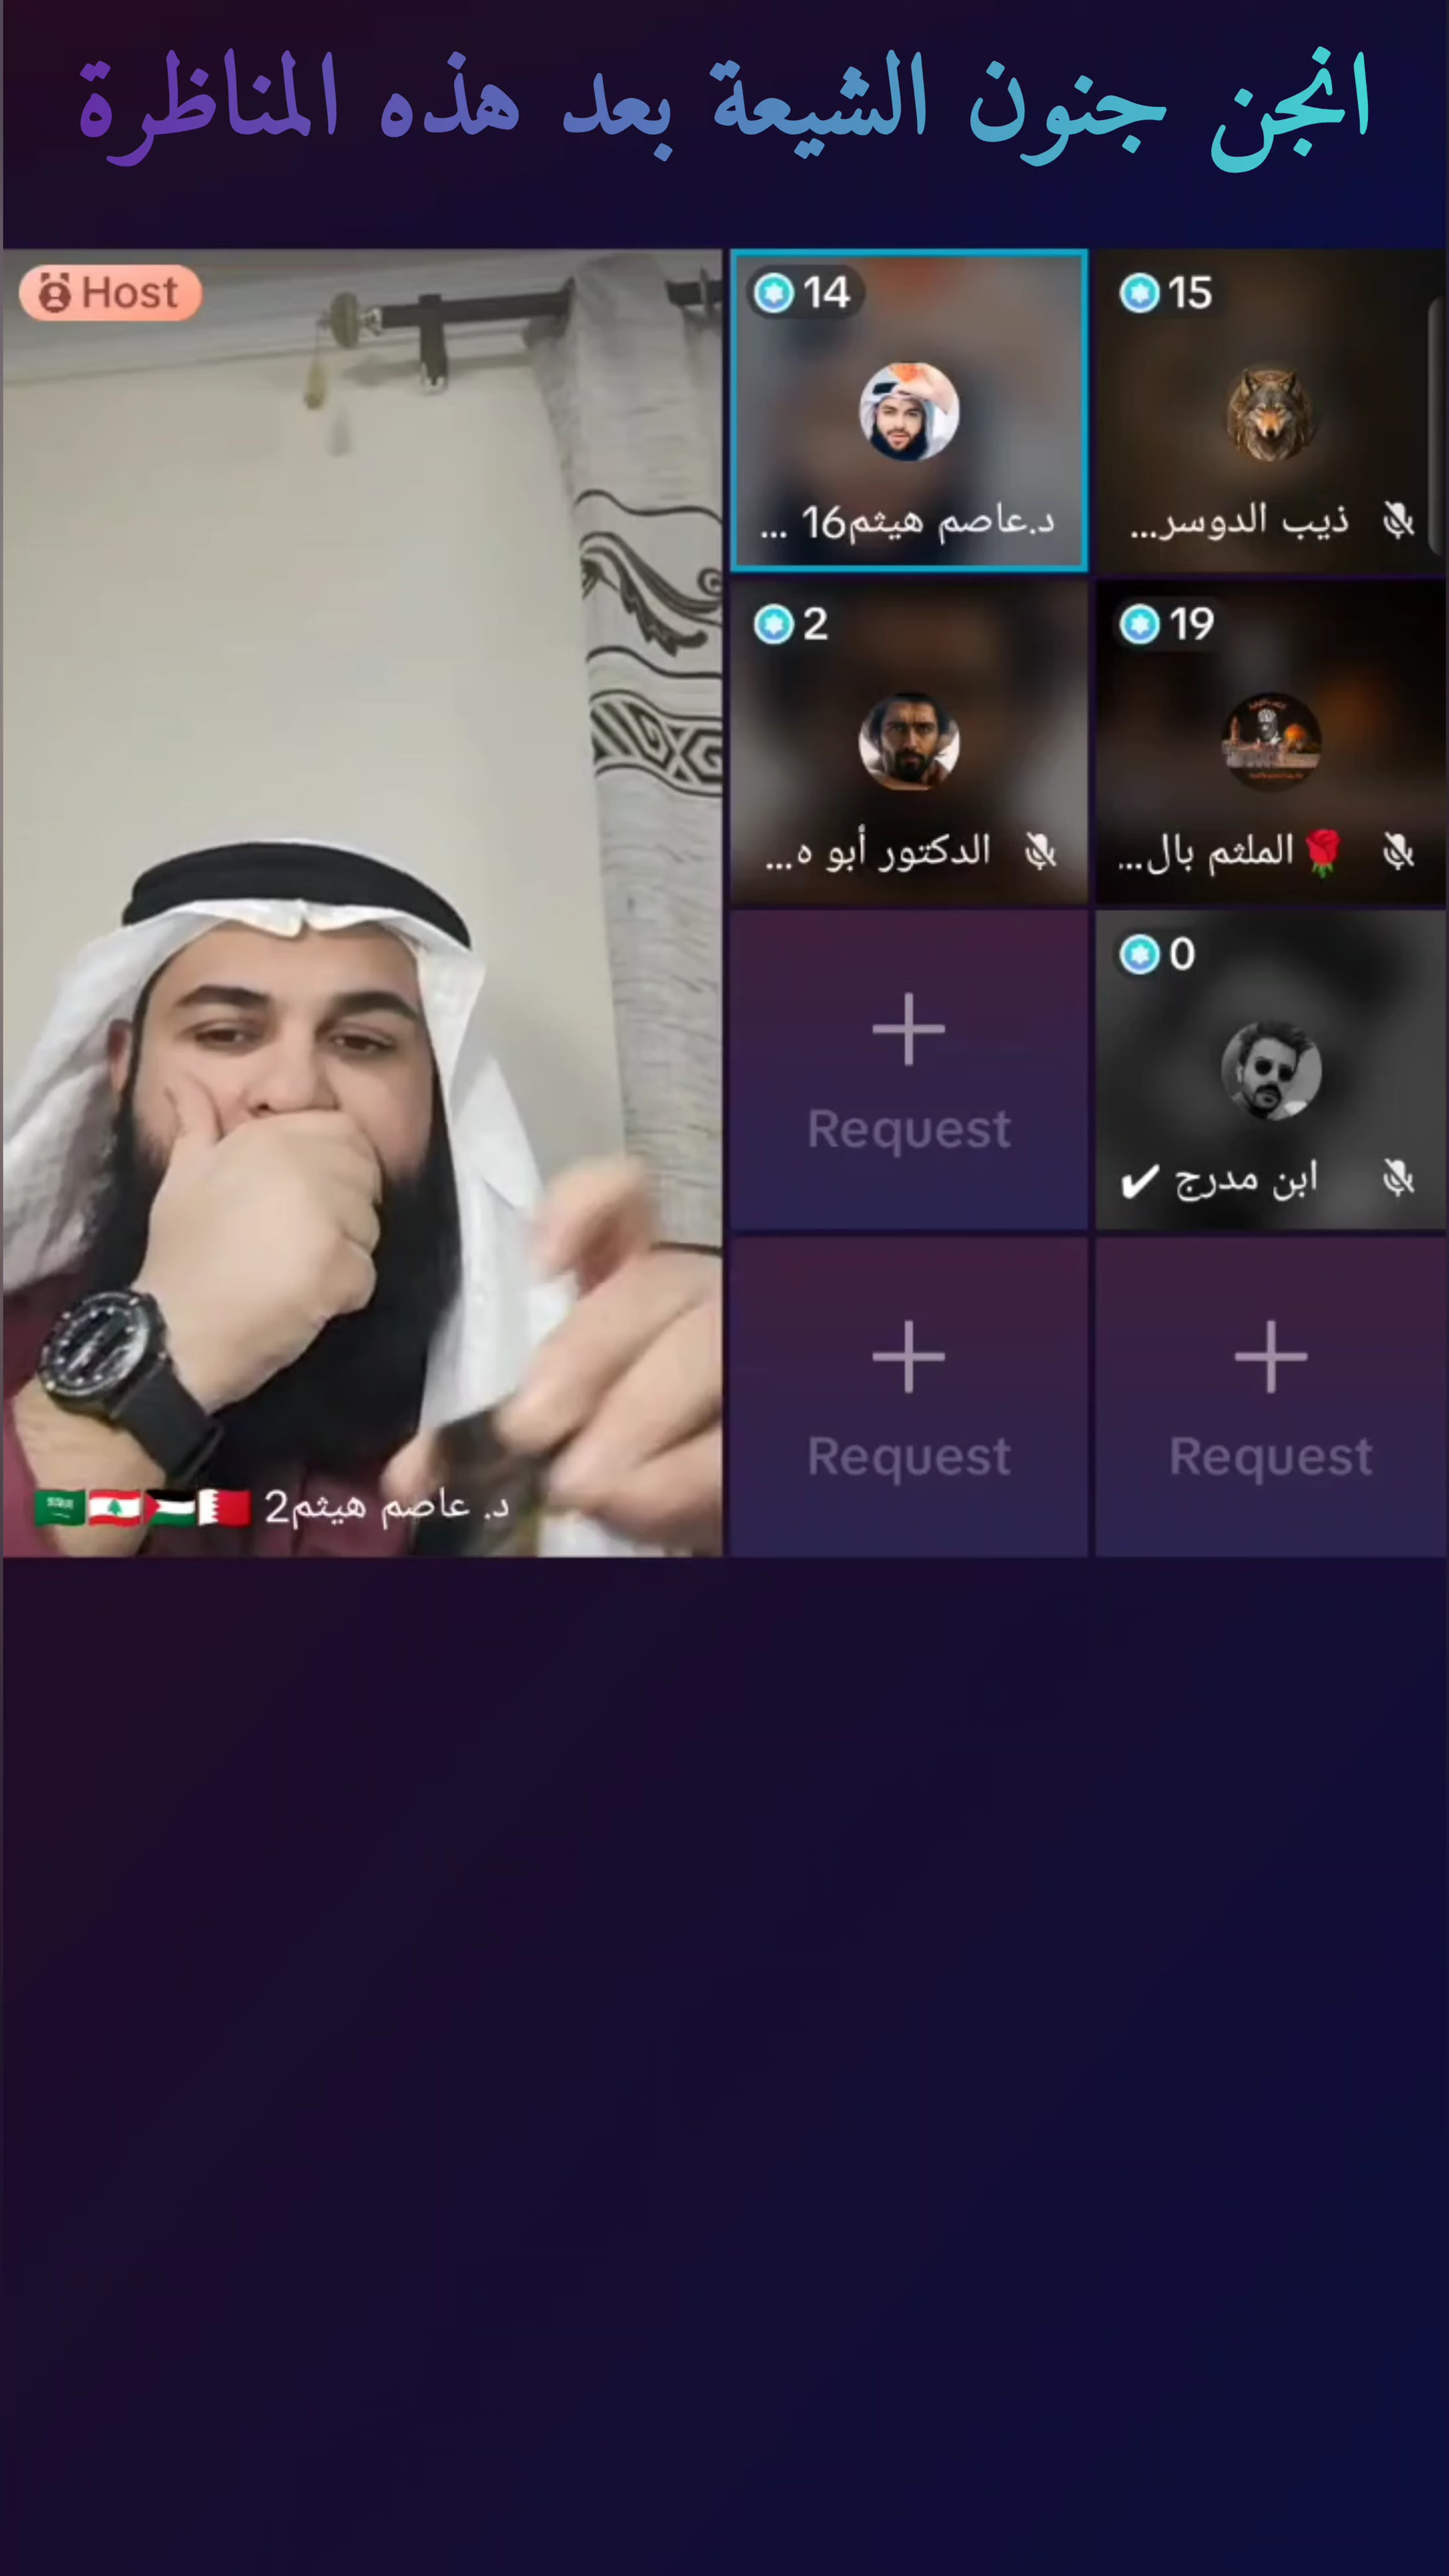 انجن جنون الشيعة بعد هذه المناظرة
Host
14
د.عاصم هيثم16 ...
15
ذيب الدوسر...
2
الدكتور أبو ه...
19
🌹الملثم بال...
Request
0
ابن مدرج ✔
Request
Request
د. عاصم هيثم2 🇧🇭🇵🇸🇱🇧🇸🇦